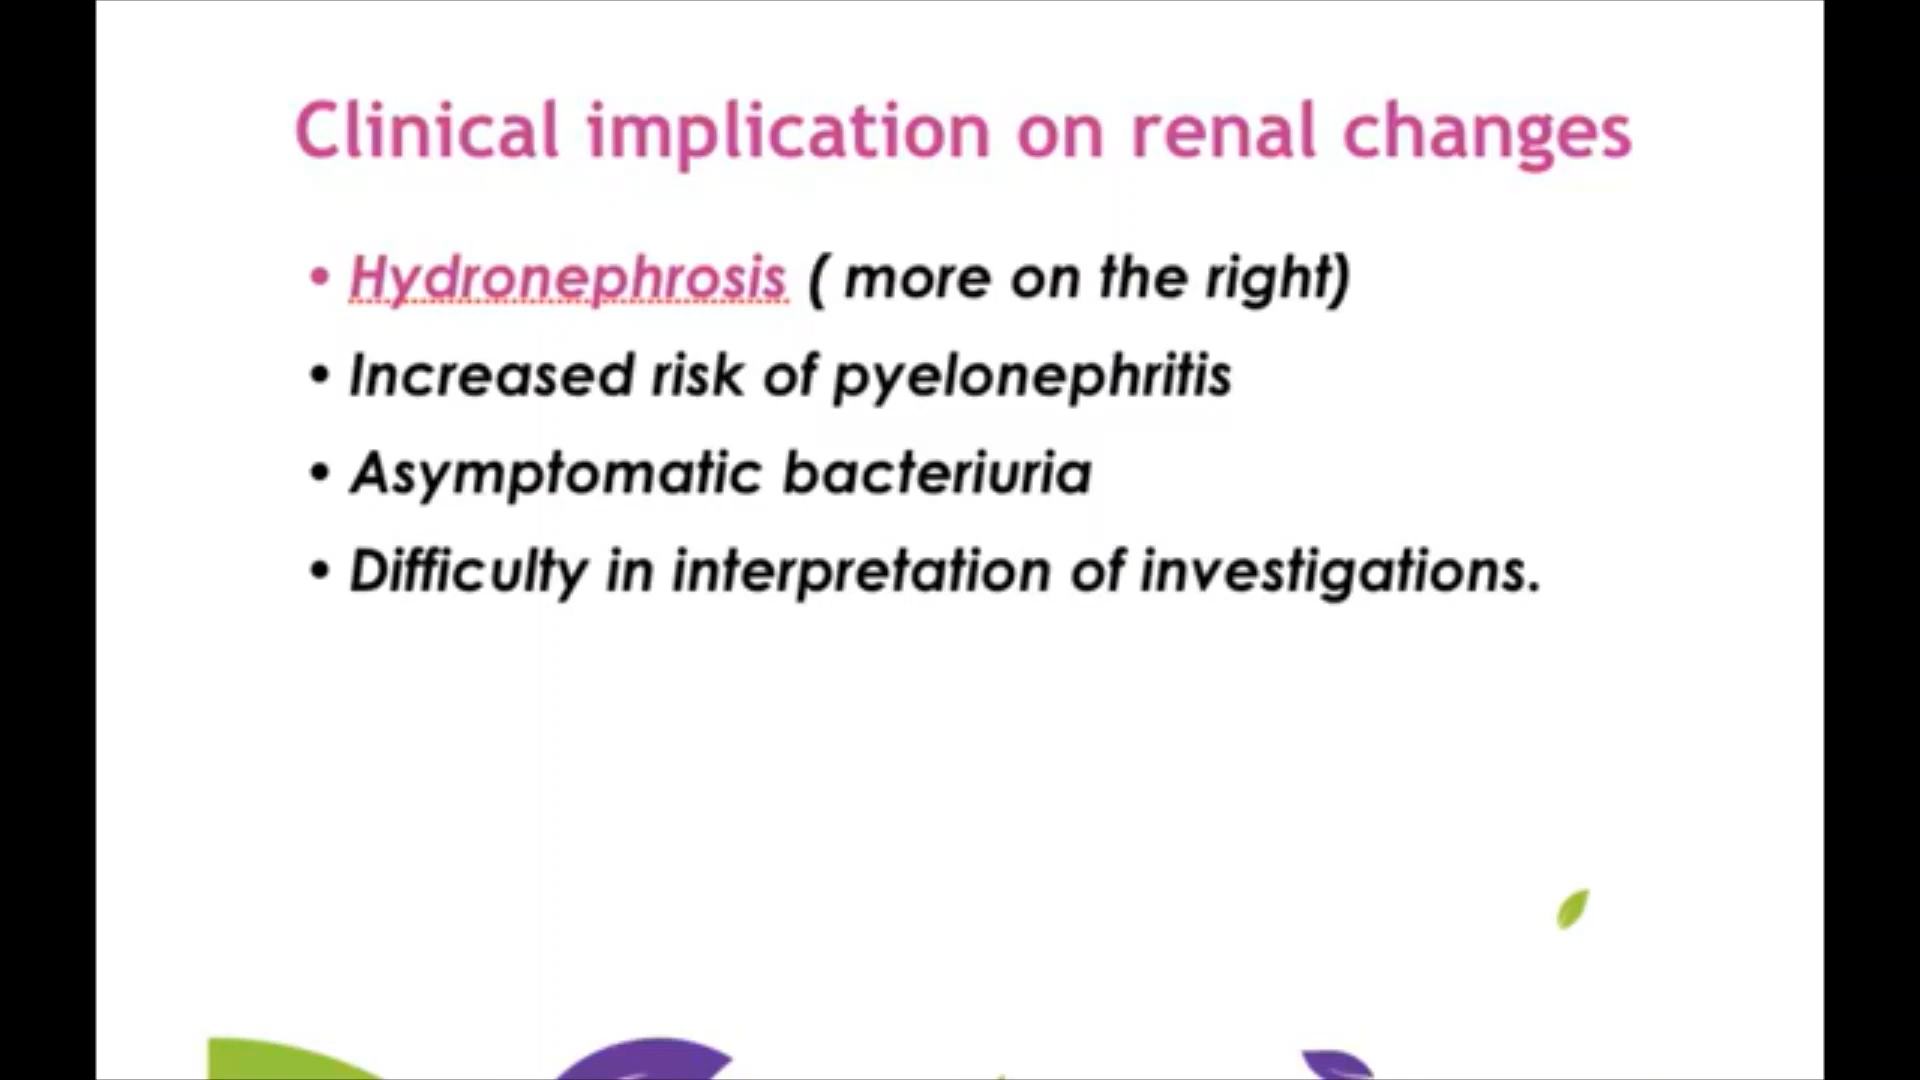 Clinical implication on renal changes
• Hydronephrosis ( more on the right)
• Increased risk of pyelonephritis
• Asymptomatic bacteriuria
• Difficulty in interpretation of investigations.